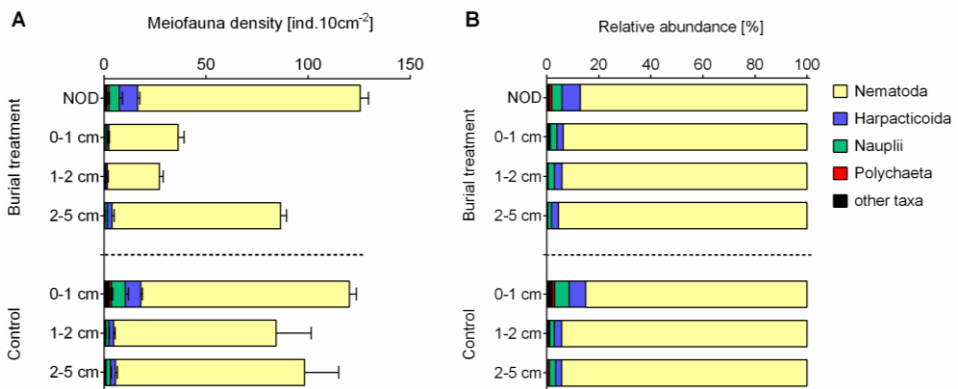 A
Meiofauna density [ind.10cm-2]
0
50
100
150
Burial treatment
NOD
0-1 cm
1-2 cm
2-5 cm
Control
0-1 cm
1-2 cm
2-5 cm
B
Relative abundance [%]
0
20
40
60
80
100
Burial treatment
NOD
0-1 cm
1-2 cm
2-5 cm
Control
0-1 cm
1-2 cm
2-5 cm
Nematoda
Harpacticoida
Nauplii
Polychaeta
other taxa